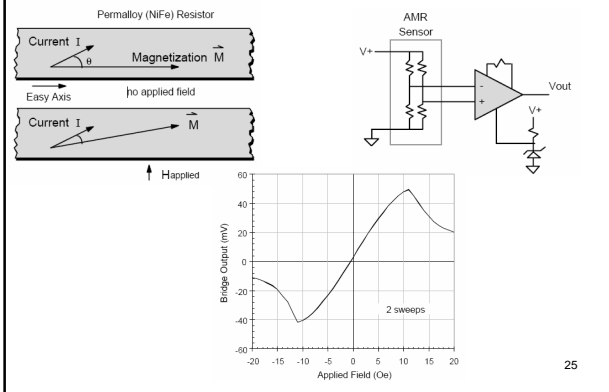 Permalloy (NiFe) Resistor
Current I
θ
Magnetization M
Easy Axis
no applied field
Current I
M
Happlied
AMR
Sensor
V+
-
+
Vout
V+
Bridge Output (mV)
60
40
20
0
-20
-40
-60
2 sweeps
-20 -15 -10 -5 0 5 10 15 20
Applied Field (Oe)
25